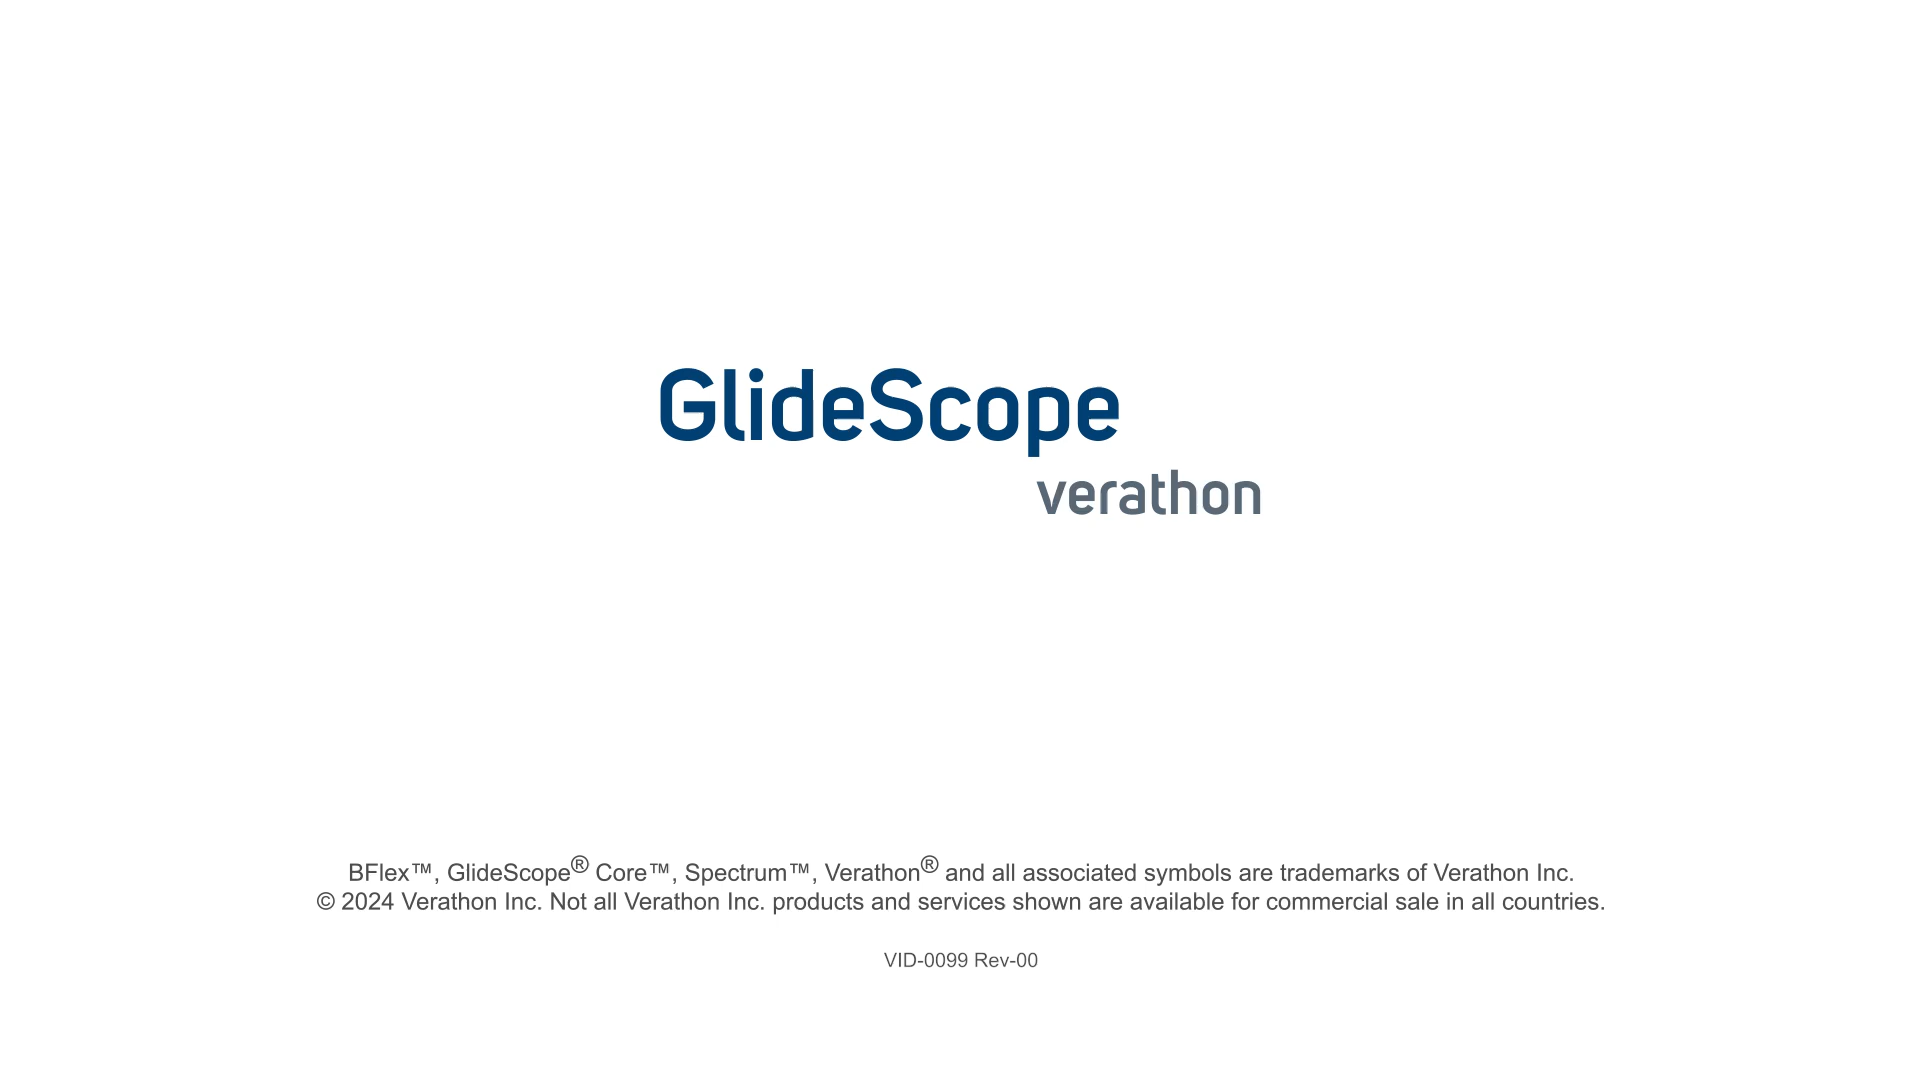 GlideScope
verathon
BFlex™, GlideScope® Core™, Spectrum™, Verathon® and all associated symbols are trademarks of Verathon Inc.
© 2024 Verathon Inc. Not all Verathon Inc. products and services shown are available for commercial sale in all countries.
VID-0099 Rev-00